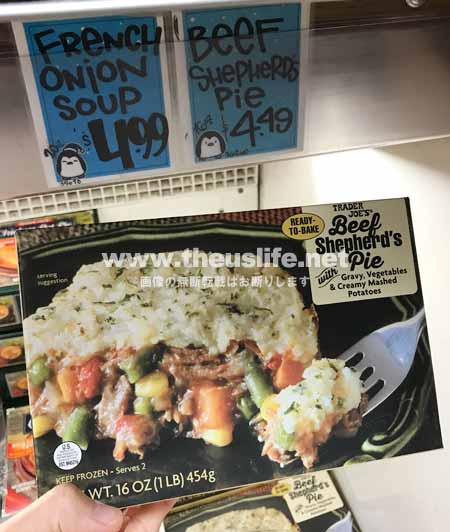 FRENCH
ONION
SOUP
$4.99
BEEF
SHEPHERD'S
Pie
$4.49
READY-
TO-BAKE
TRADER
JOE'S
Beef
Shepherd's
Pie
with
Gravy, Vegetables
& Creamy Mashed
Potatoes
serving
suggestion
www.theuslife.net
画像の無断転載はお断りします
KEEP FROZEN - Serves 2
NET WT. 16 OZ (1 LB) 454g
Beef
Shepherd's
Pie